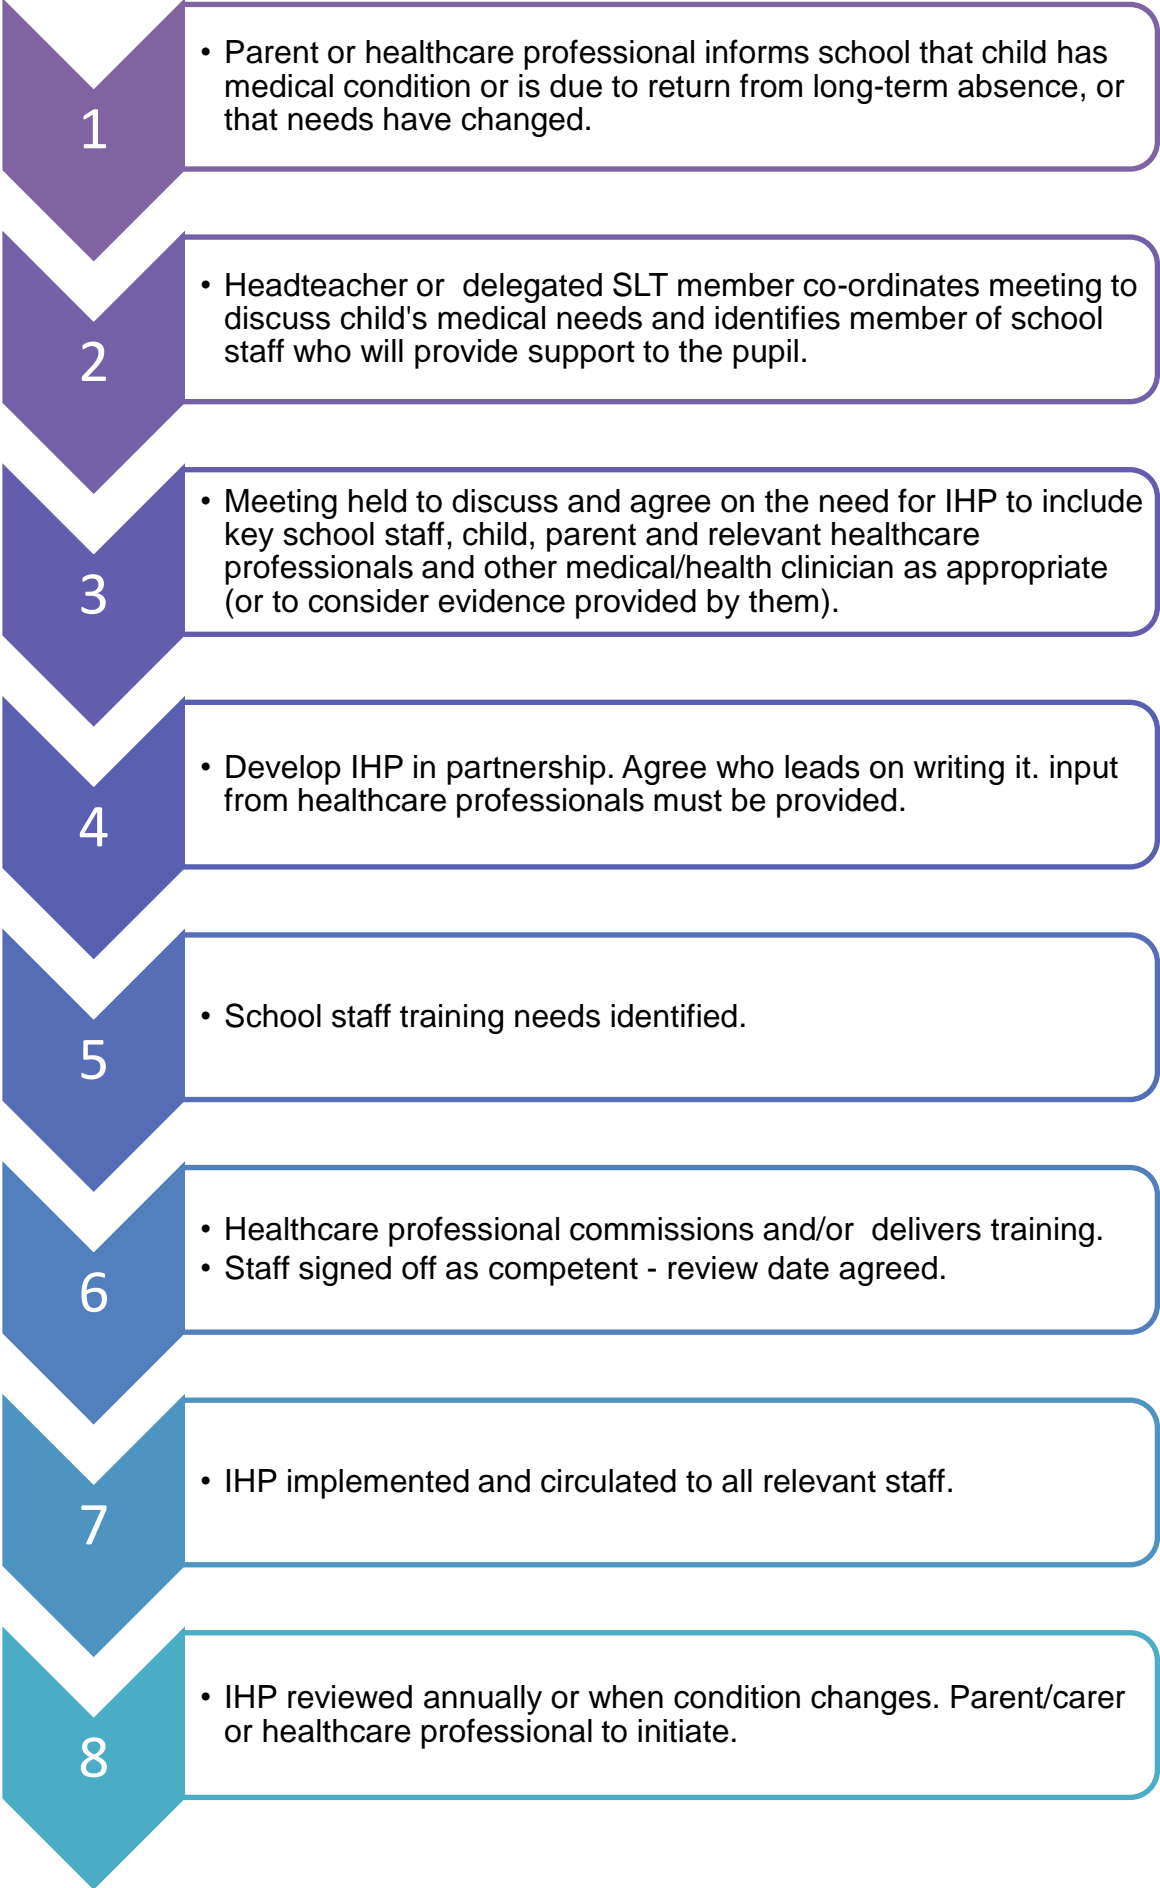 1
• Parent or healthcare professional informs school that child has
medical condition or is due to return from long-term absence, or
that needs have changed.
2
• Headteacher or  delegated SLT member co-ordinates meeting to
discuss child's medical needs and identifies member of school
staff who will provide support to the pupil.
3
• Meeting held to discuss and agree on the need for IHP to include
key school staff, child, parent and relevant healthcare
professionals and other medical/health clinician as appropriate
(or to consider evidence provided by them).
4
• Develop IHP in partnership. Agree who leads on writing it. input
from healthcare professionals must be provided.
5
• School staff training needs identified.
6
• Healthcare professional commissions and/or  delivers training.
• Staff signed off as competent - review date agreed.
7
• IHP implemented and circulated to all relevant staff.
8
• IHP reviewed annually or when condition changes. Parent/carer
or healthcare professional to initiate.